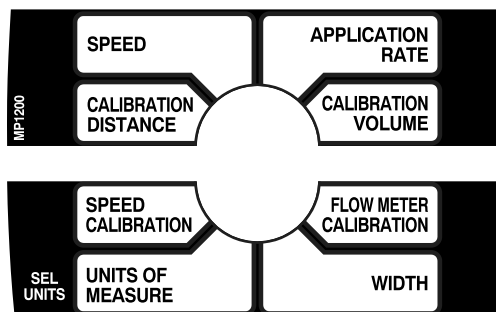 SPEED
APPLICATION
RATE
MP1200
CALIBRATION
DISTANCE
CALIBRATION
VOLUME
SPEED
CALIBRATION
FLOW METER
CALIBRATION
SEL
UNITS
UNITS OF
MEASURE
WIDTH